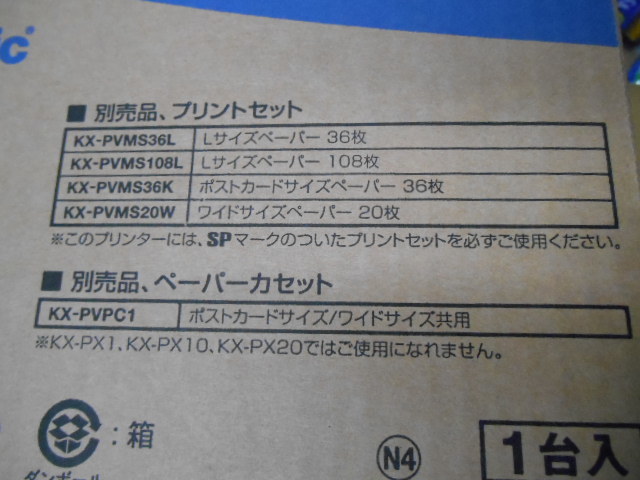 ic
■ 別売品、プリントセット
KX-PVMS36L Lサイズペーパー 36枚
KX-PVMS108L Lサイズペーパー 108枚
KX-PVMS36K ポストカードサイズペーパー 36枚
KX-PVMS20W ワイドサイズペーパー 20枚
※このプリンターには、SPマークのついたプリントセットを必ずご使用ください。
■ 別売品、ペーパーカセット
KX-PVPC1 ポストカードサイズ/ワイドサイズ共用
※KX-PX1、KX-PX10、KX-PX20ではご使用になれません。
：箱
ダンボール
N4
1台入